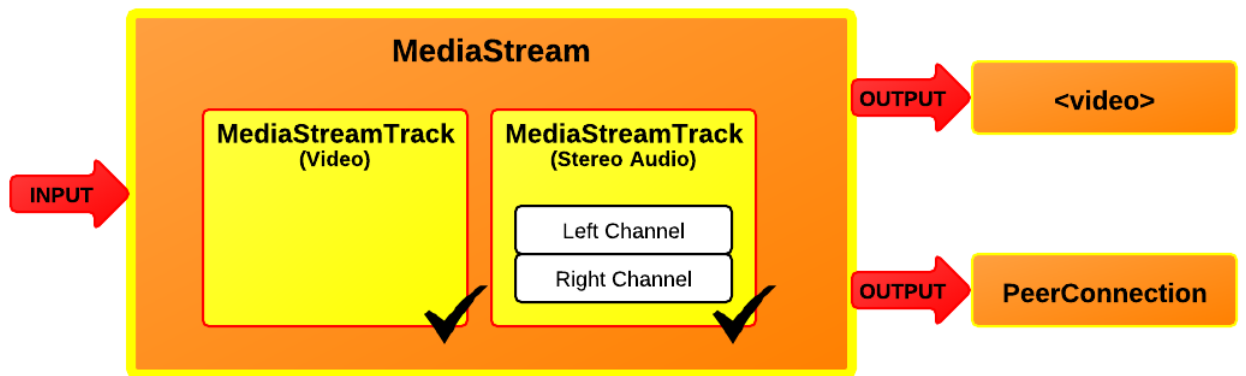 MediaStream
INPUT
MediaStreamTrack
(Video)
MediaStreamTrack
(Stereo Audio)
Left Channel
Right Channel
OUTPUT
<video>
OUTPUT
PeerConnection